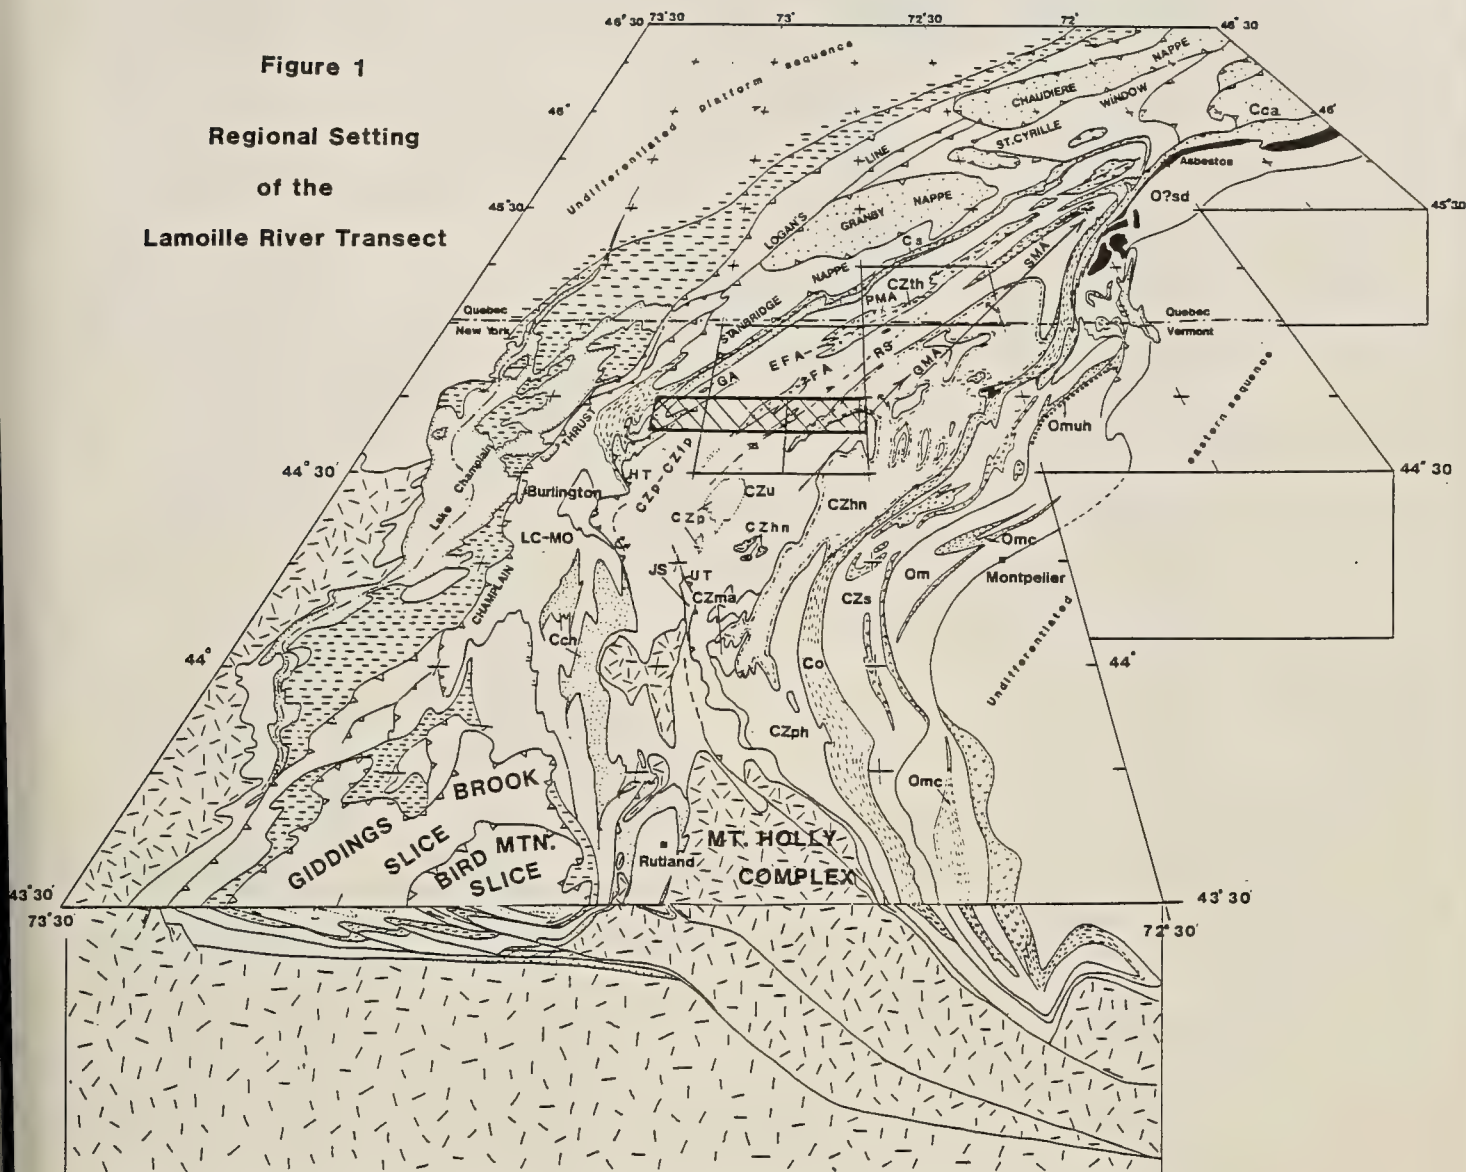 Figure 1
Regional Setting
of the
Lamoille River Transect
46° 30
73° 30
73°
72° 30
72°
46 30
46°
46°
45° 30
45° 30
Undifferentiated platform sequence
CHAUDIERE NAPPE
WINDOW
ST. CYRILLE
Cca
Asbestos
O?sd
LOGAN'S LINE
GRANBY NAPPE
Cs
STANBRIDGE NAPPE
CZth
PMA
SMA
Quebec
New York
Quebec
Vermont
EFA
FA
RS
GMA
GA
eastern sequence
Undifferentiated
Omuh
44° 30
44° 30
THRUST
CHAMPLAIN
Lake Champlain
HT
CZp-CZfp
Burlington
CZu
CZhn
CZp
CZhn
LC-MO
JS
UT
CZma
CZs
Om
Omc
Montpelier
Cch
44°
44°
Co
CZph
Omc
BROOK
GIDDINGS
SLICE
BIRD MTN.
SLICE
Rutland
MT. HOLLY
COMPLEX
43° 30
73° 30
43° 30
72° 30